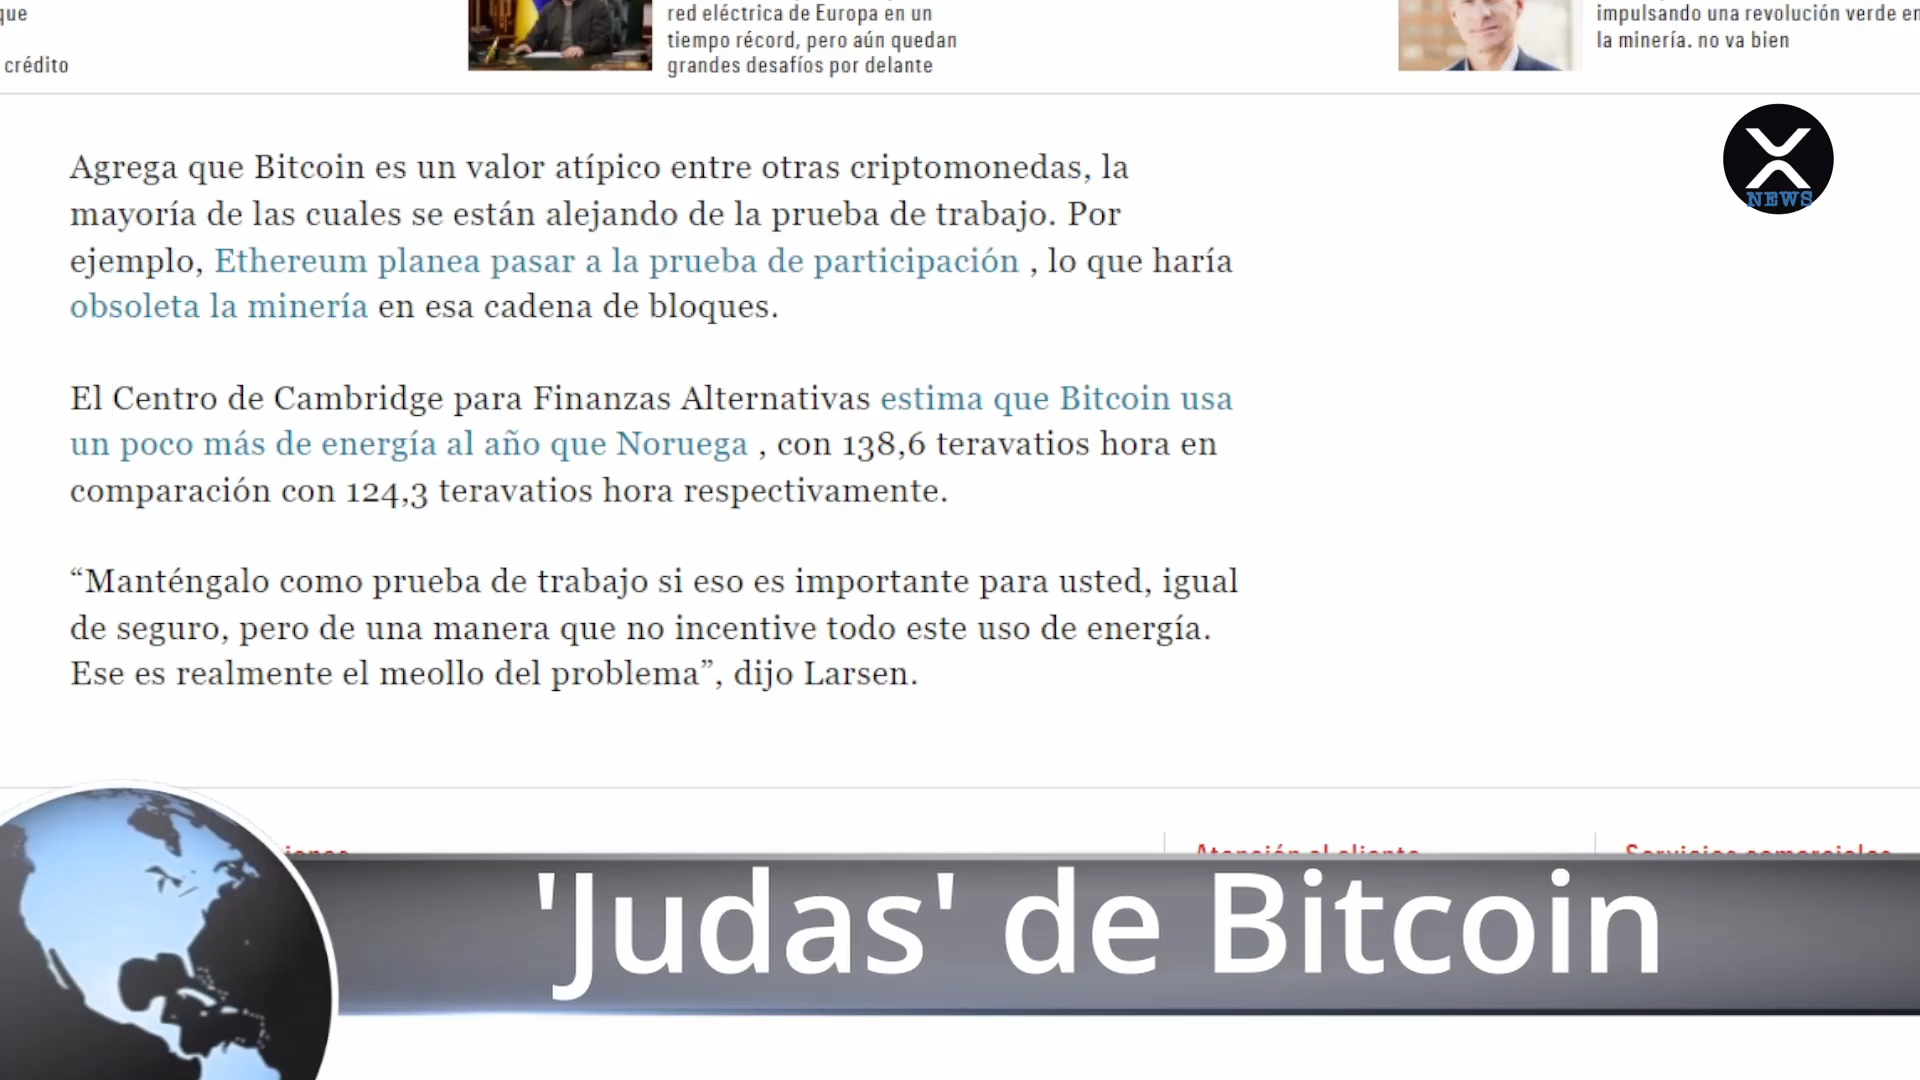 que
crédito
red eléctrica de Europa en un
tiempo récord, pero aún quedan
grandes desafíos por delante
impulsando una revolución verde en
la minería. no va bien
NEWS
Agrega que Bitcoin es un valor atípico entre otras criptomonedas, la
mayoría de las cuales se están alejando de la prueba de trabajo. Por
ejemplo, Ethereum planea pasar a la prueba de participación , lo que haría
obsoleta la minería en esa cadena de bloques.
El Centro de Cambridge para Finanzas Alternativas estima que Bitcoin usa
un poco más de energía al año que Noruega , con 138,6 teravatios hora en
comparación con 124,3 teravatios hora respectivamente.
“Manténgalo como prueba de trabajo si eso es importante para usted, igual
de seguro, pero de una manera que no incentive todo este uso de energía.
Ese es realmente el meollo del problema”, dijo Larsen.
Atención al cliente
Servicios comerciales
'Judas' de Bitcoin